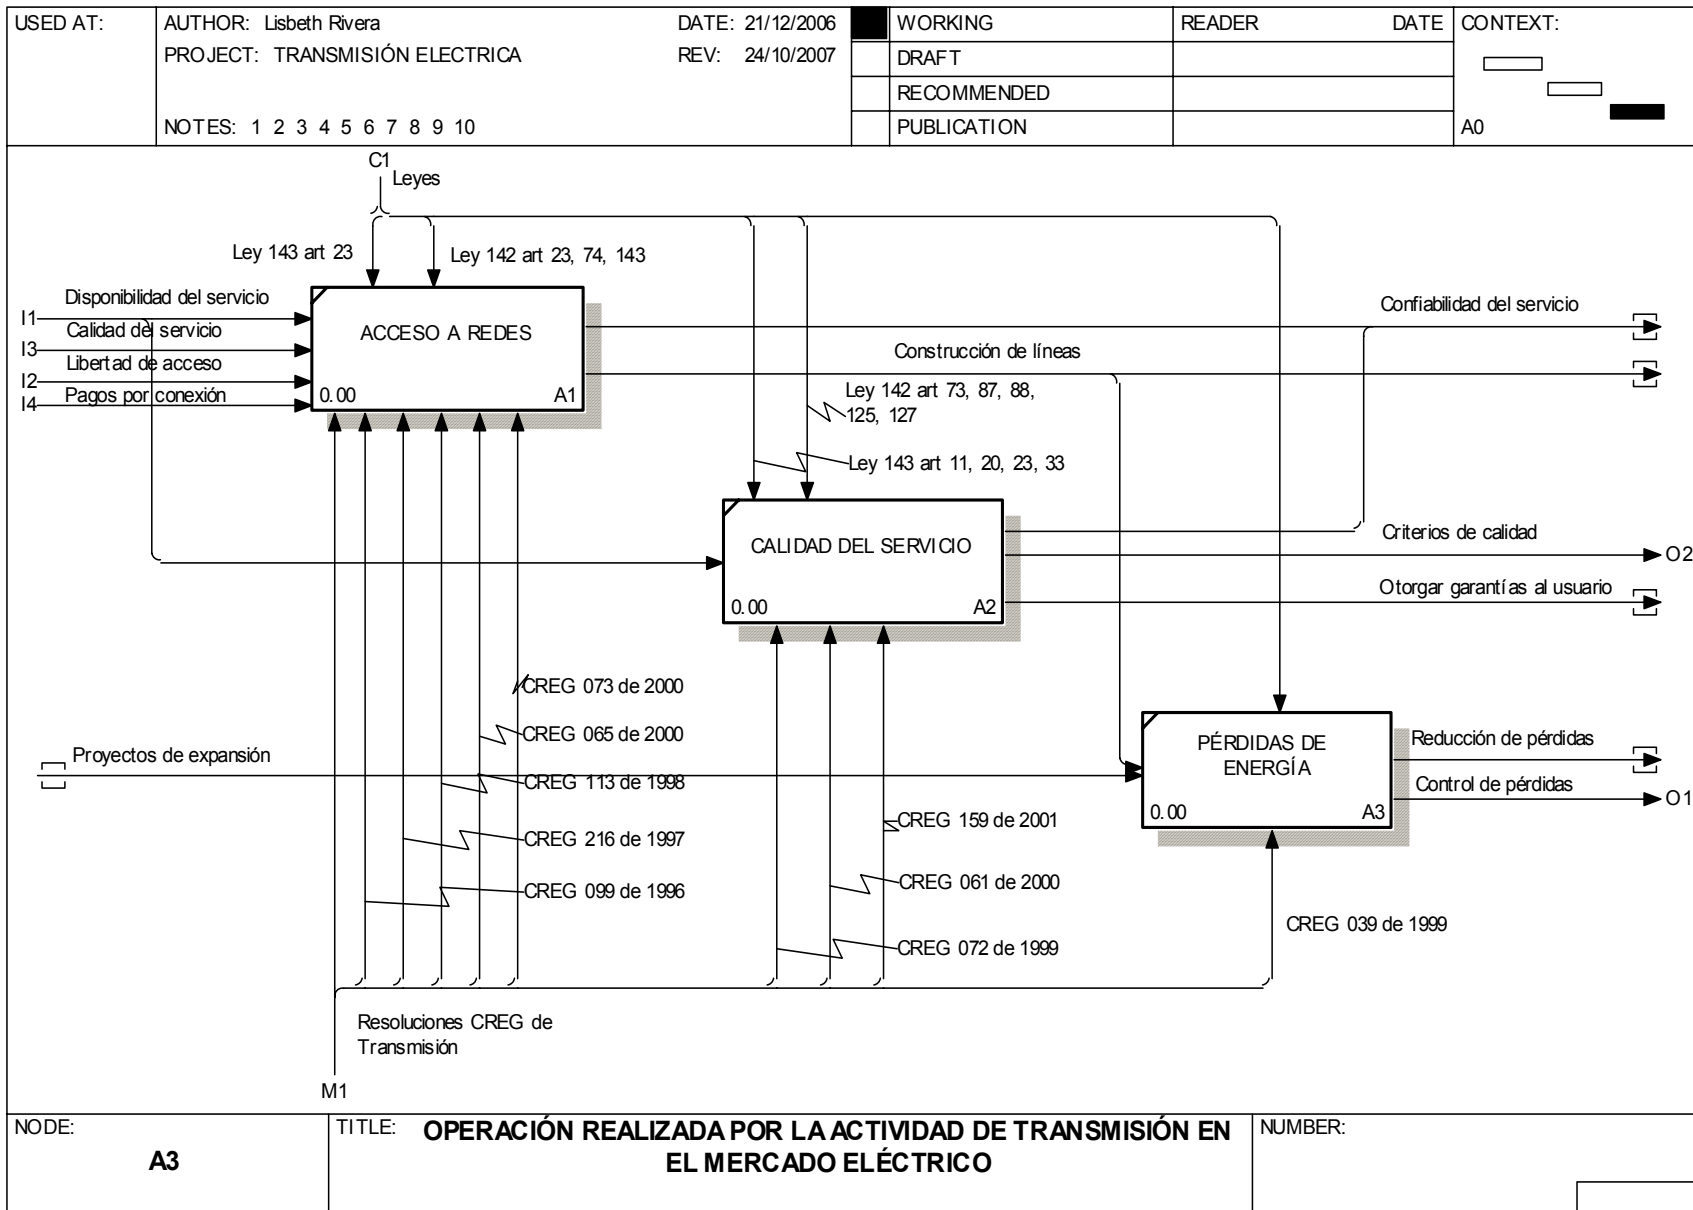 USED AT:
AUTHOR: Lisbeth Rivera
DATE: 21/12/2006
PROJECT: TRANSMISIÓN ELECTRICA
REV: 24/10/2007
NOTES: 1 2 3 4 5 6 7 8 9 10
WORKING
DRAFT
RECOMMENDED
PUBLICATION
READER
DATE
CONTEXT:
A0
C1
Leyes
Ley 143 art 23
Ley 142 art 23, 74, 143
Disponibilidad del servicio
I1
Calidad del servicio
I3
Libertad de acceso
I2
Pagos por conexión
I4
ACCESO A REDES
0.00
A1
Confiabilidad del servicio
Construcción de líneas
Ley 142 art 73, 87, 88,
125, 127
Ley 143 art 11, 20, 23, 33
CALIDAD DEL SERVICIO
0.00
A2
Criterios de calidad
O2
Otorgar garantías al usuario
CREG 073 de 2000
CREG 065 de 2000
Proyectos de expansión
CREG 113 de 1998
CREG 216 de 1997
CREG 099 de 1996
CREG 159 de 2001
CREG 061 de 2000
CREG 072 de 1999
PÉRDIDAS DE
ENERGÍA
0.00
A3
Reducción de pérdidas
Control de pérdidas
O1
CREG 039 de 1999
Resoluciones CREG de
Transmisión
M1
NODE:
A3
TITLE:
OPERACIÓN REALIZADA POR LA ACTIVIDAD DE TRANSMISIÓN EN
EL MERCADO ELÉCTRICO
NUMBER: